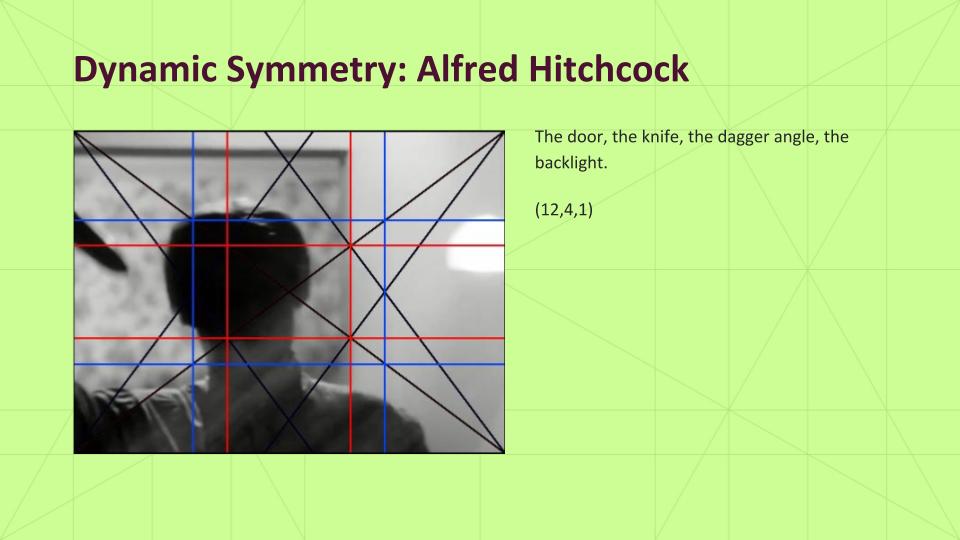 Dynamic Symmetry: Alfred Hitchcock
The door, the knife, the dagger angle, the
backlight.
(12,4,1)